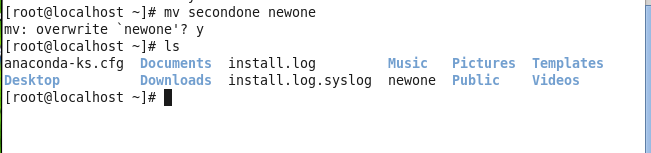 [root@localhost ~]# mv secondone newone
mv: overwrite `newone'? y
[root@localhost ~]# ls
anaconda-ks.cfg  Documents  install.log         Music   Pictures  Templates
Desktop          Downloads  install.log.syslog  newone  Public    Videos
[root@localhost ~]#